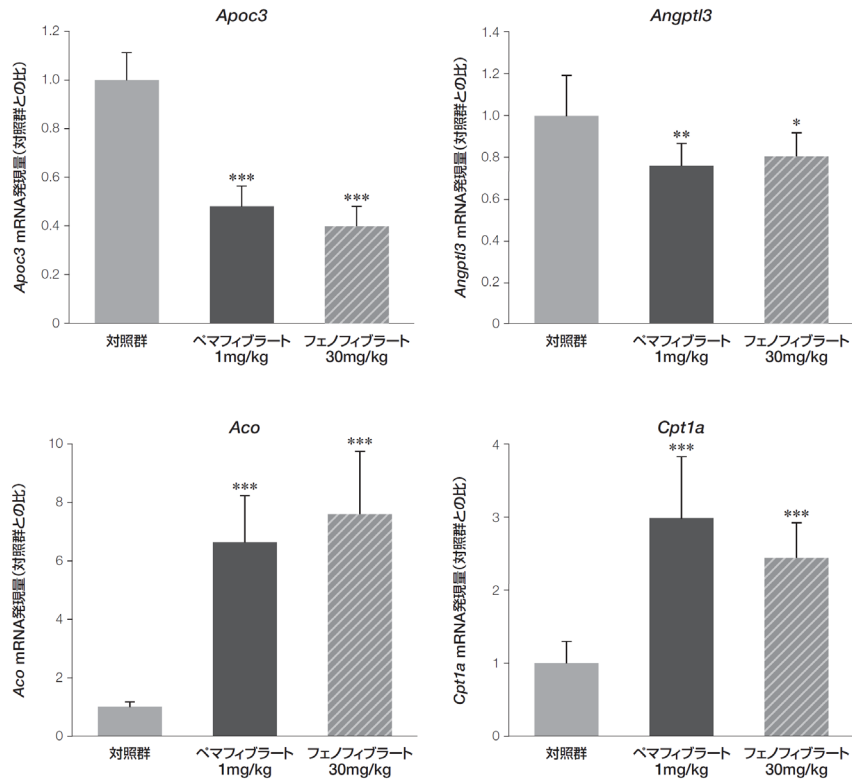 Apoc3
Apoc3 mRNA発現量(対照群との比)
1.2
1.0
0.8
0.6
0.4
0.2
0
***
***
対照群
ペマフィブラート
1mg/kg
フェノフィブラート
30mg/kg
Angptl3
Angptl3 mRNA発現量(対照群との比)
1.4
1.2
1.0
0.8
0.6
0.4
0.2
0
**
*
対照群
ペマフィブラート
1mg/kg
フェノフィブラート
30mg/kg
Aco
Aco mRNA発現量(対照群との比)
10
8
6
4
2
0
***
***
対照群
ペマフィブラート
1mg/kg
フェノフィブラート
30mg/kg
Cpt1a
Cpt1a mRNA発現量(対照群との比)
4
3
2
1
0
***
***
対照群
ペマフィブラート
1mg/kg
フェノフィブラート
30mg/kg